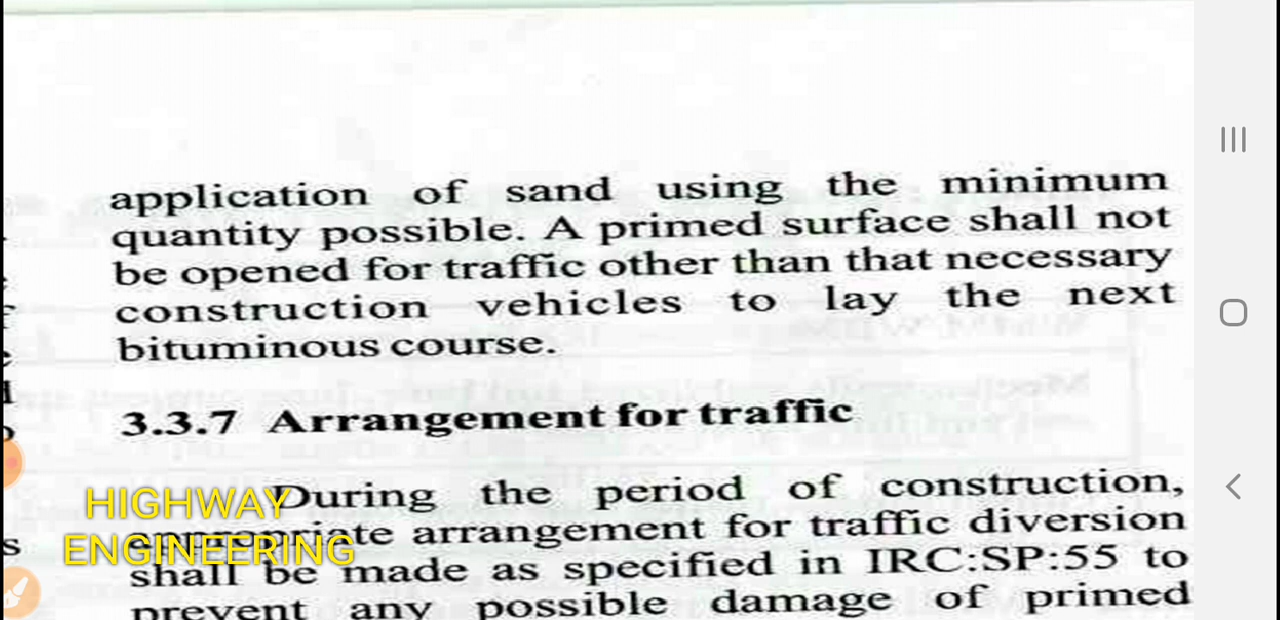 application of sand using the minimum
quantity possible. A primed surface shall not
be opened for traffic other than that necessary
construction vehicles to lay the next
bituminous course.
3.3.7 Arrangement for traffic
During the period of construction,
appropriate arrangement for traffic diversion
shall be made as specified in IRC:SP:55 to
prevent any possible damage of primed
HIGHWAY
ENGINEERING